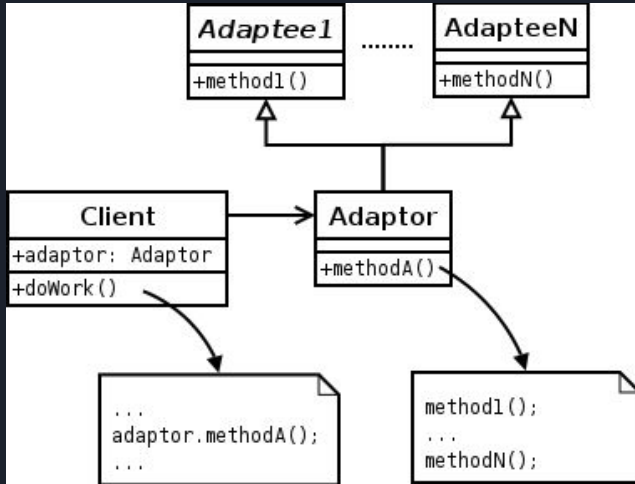 Adaptee1
........
AdapteeN
+method1()
+methodN()
Client
Adaptor
+adaptor: Adaptor
+methodA()
+doWork()
...
adaptor.methodA();
...
method1();
...
methodN();